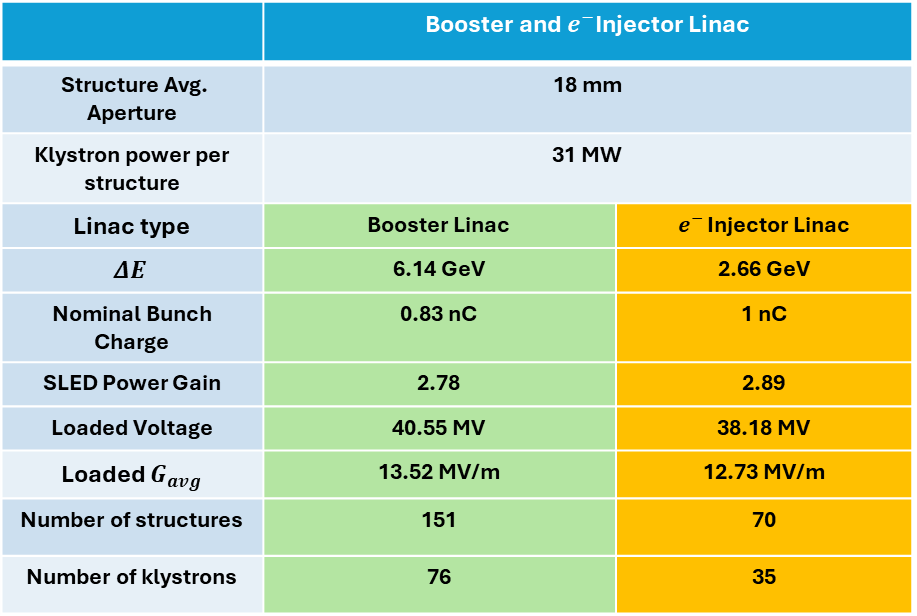 Booster and e⁻ Injector Linac
Structure Avg.
Aperture
18 mm
Klystron power per
structure
31 MW
Linac type
Booster Linac
e⁻ Injector Linac
ΔE
6.14 GeV
2.66 GeV
Nominal Bunch
Charge
0.83 nC
1 nC
SLED Power Gain
2.78
2.89
Loaded Voltage
40.55 MV
38.18 MV
Loaded G_avg
13.52 MV/m
12.73 MV/m
Number of structures
151
70
Number of klystrons
76
35